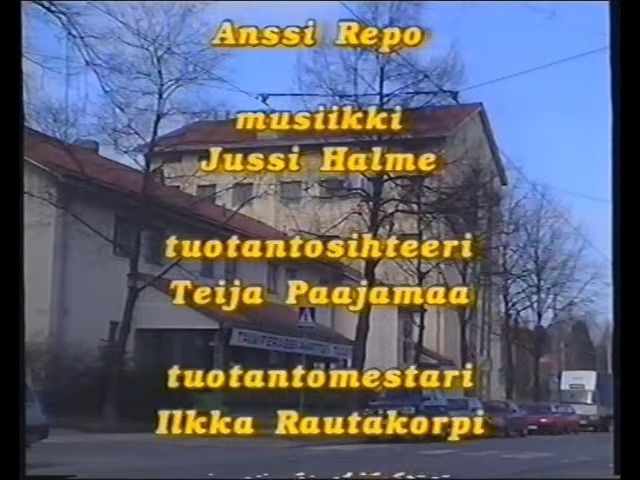 Anssi Repo
musiikki
Jussi Halme
tuotantosihteeri
Teija Paajamaa
tuotantomestari
Ilkka Rautakorpi